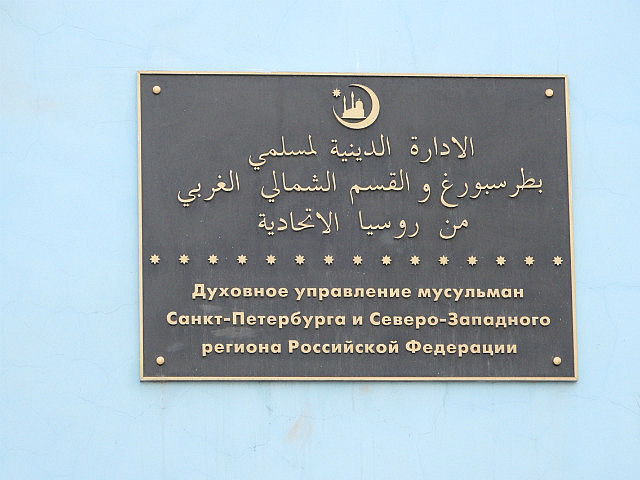 الادارة الدينية لمسلمي
بطرسبورغ و القسم الشمالي الغربي
من روسيا الاتحادية
Духовное управление мусульман
Санкт-Петербурга и Северо-Западного
региона Российской Федерации